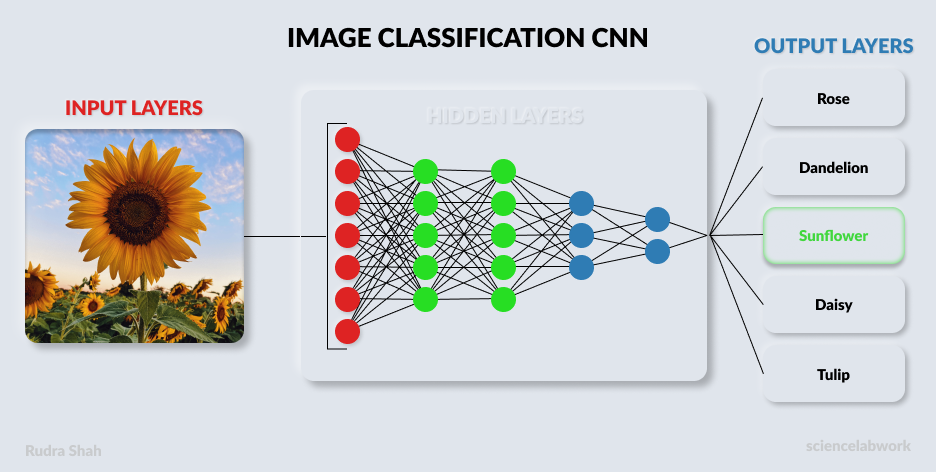 IMAGE CLASSIFICATION CNN
OUTPUT LAYERS
INPUT LAYERS
HIDDEN LAYERS
Rose
Dandelion
Sunflower
Daisy
Tulip
Rudra Shah
sciencelabwork